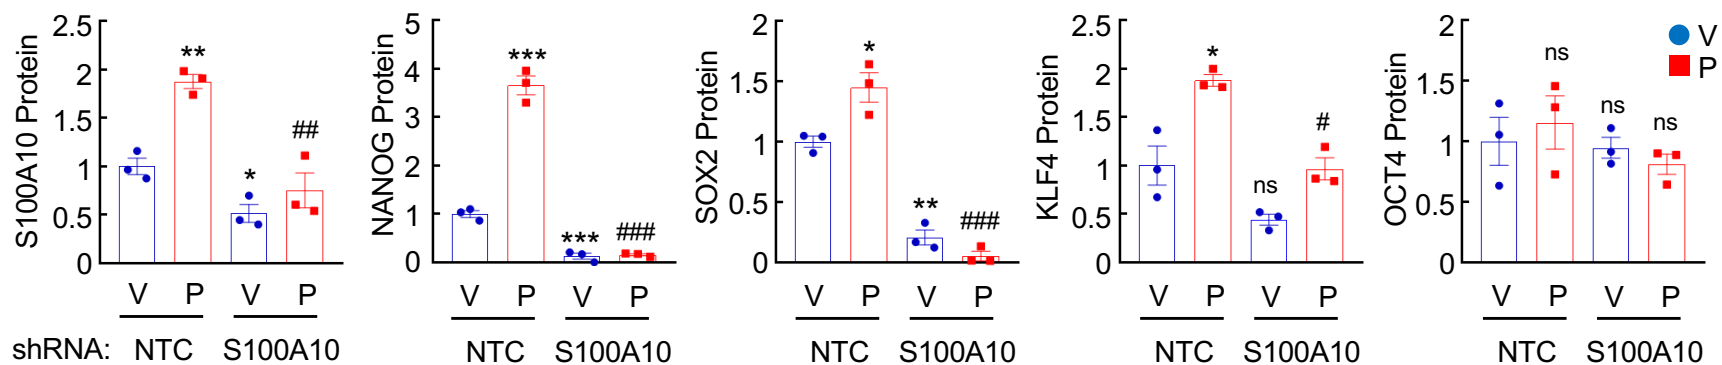 S100A10 Protein
2.5
2
1.5
1
0.5
0
**
*
##
V P V P
shRNA: NTC S100A10
NANOG Protein
5
4
3
2
1
0
***
***
###
V P V P
NTC S100A10
SOX2 Protein
2
1.5
1
0.5
0
*
**
###
V P V P
NTC S100A10
KLF4 Protein
2.5
2
1.5
1
0.5
0
*
ns
#
V P V P
NTC S100A10
OCT4 Protein
2
1.5
1
0.5
0
ns
ns
ns
V P V P
NTC S100A10
V
P